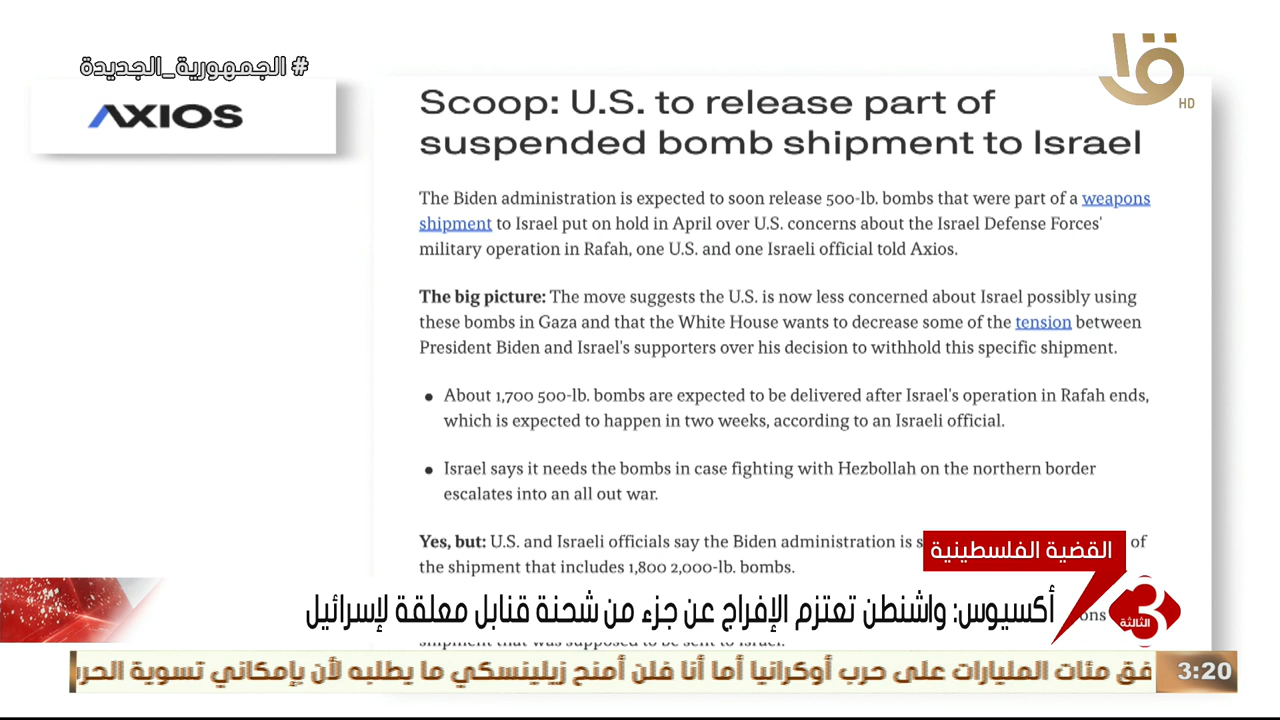 # الجمهورية_الجديدة
AXIOS
HD
Scoop: U.S. to release part of
suspended bomb shipment to Israel
The Biden administration is expected to soon release 500-lb. bombs that were part of a weapons
shipment to Israel put on hold in April over U.S. concerns about the Israel Defense Forces'
military operation in Rafah, one U.S. and one Israeli official told Axios.
The big picture: The move suggests the U.S. is now less concerned about Israel possibly using
these bombs in Gaza and that the White House wants to decrease some of the tension between
President Biden and Israel's supporters over his decision to withhold this specific shipment.
• About 1,700 500-lb. bombs are expected to be delivered after Israel's operation in Rafah ends,
which is expected to happen in two weeks, according to an Israeli official.
• Israel says it needs the bombs in case fighting with Hezbollah on the northern border
escalates into an all out war.
Yes, but: U.S. and Israeli officials say the Biden administration is of
the shipment that includes 1,800 2,000-lb. bombs.
القضية الفلسطينية
أكسيوس: واشنطن تعتزم الإفراج عن جزء من شحنة قنابل معلقة لإسرائيل
3
الثالثة
shipment that was supposed to be sent to Israel.
مئات المليارات على حرب أوكرانيا أما أنا فلن أمنح زيلينسكي ما يطلبه لأن بإمكاني تسوية
3:20